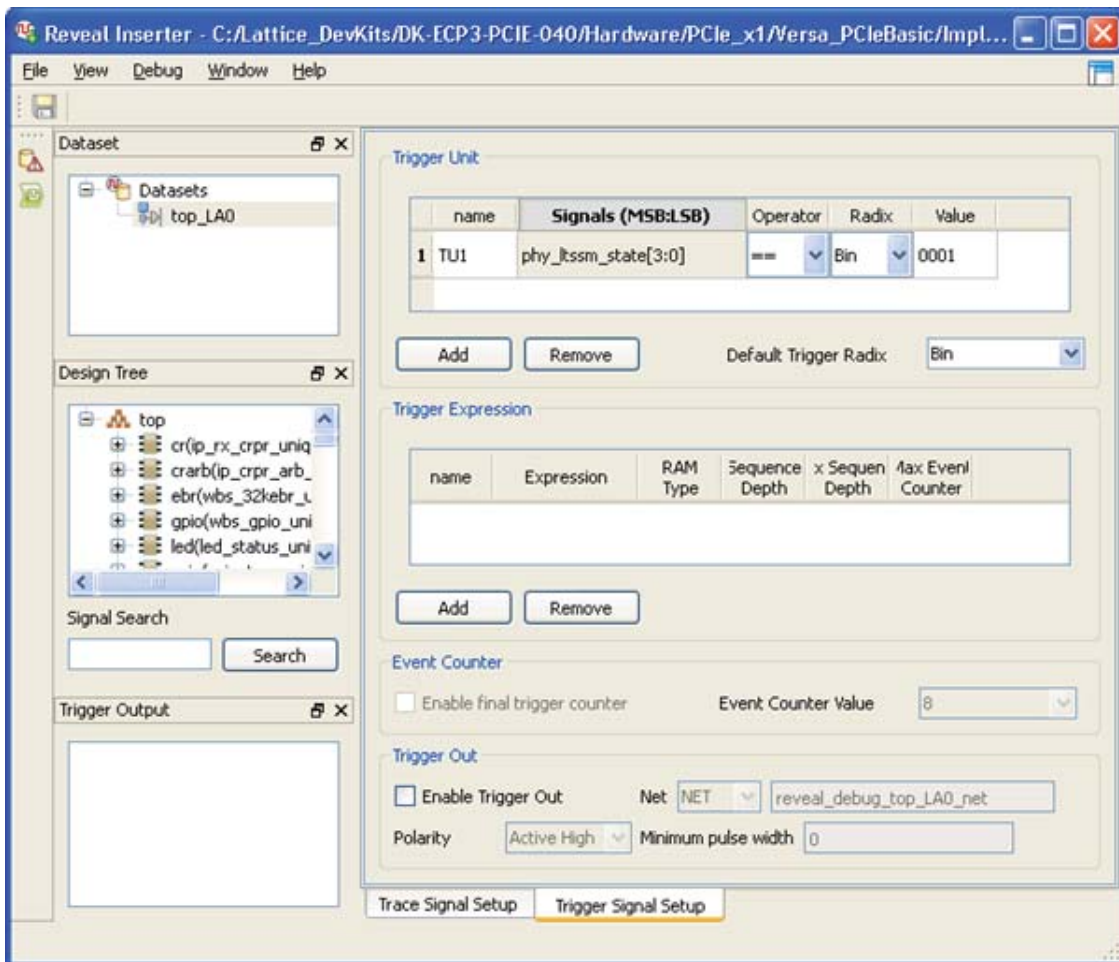 Reveal Inserter - C:/Lattice_DevKits/DK-ECP3-PCIE-040/Hardware/PCIe_x1/Versa_PCIeBasic/Impl...
File View Debug Window Help
Dataset
Datasets
top_LA0
Design Tree
top
cr(ip_rx_crpr_uniq
crarb(ip_crpr_arb_
ebr(wbs_32kebr_u
gpio(wbs_gpio_uni
led(led_status_uni
Signal Search
Search
Trigger Output
Trigger Unit
name Signals (MSB:LSB) Operator Radix Value
1 TU1 phy_ltssm_state[3:0] == Bin 0001
Add Remove Default Trigger Radix Bin
Trigger Expression
name Expression RAM Type Sequence Depth x Sequen Depth Max Event Counter
Add Remove
Event Counter
Enable final trigger counter Event Counter Value 8
Trigger Out
Enable Trigger Out Net NET reveal_debug_top_LA0_net
Polarity Active High Minimum pulse width 0
Trace Signal Setup Trigger Signal Setup